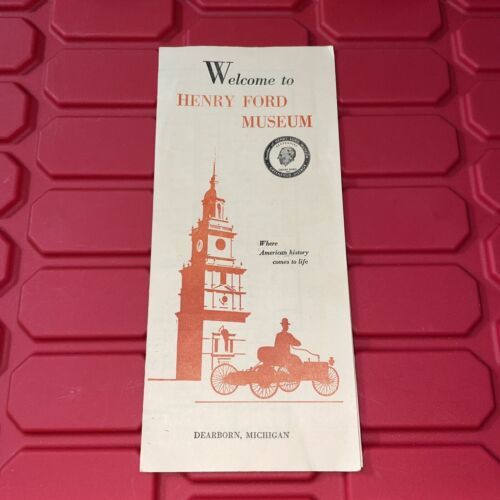 Welcome to
HENRY FORD
MUSEUM
Where
American history
comes to life
DEARBORN, MICHIGAN